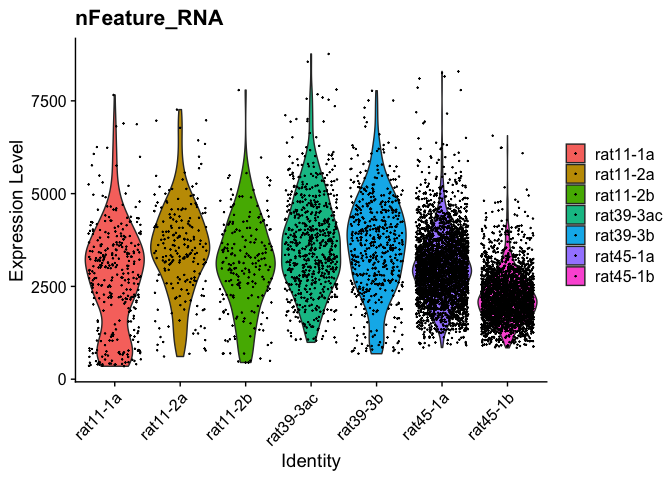 nFeature_RNA
Expression Level
7500
5000
2500
0
rat11-1a
rat11-2a
rat11-2b
rat39-3ac
rat39-3b
rat45-1a
rat45-1b
Identity
rat11-1a
rat11-2a
rat11-2b
rat39-3ac
rat39-3b
rat45-1a
rat45-1b